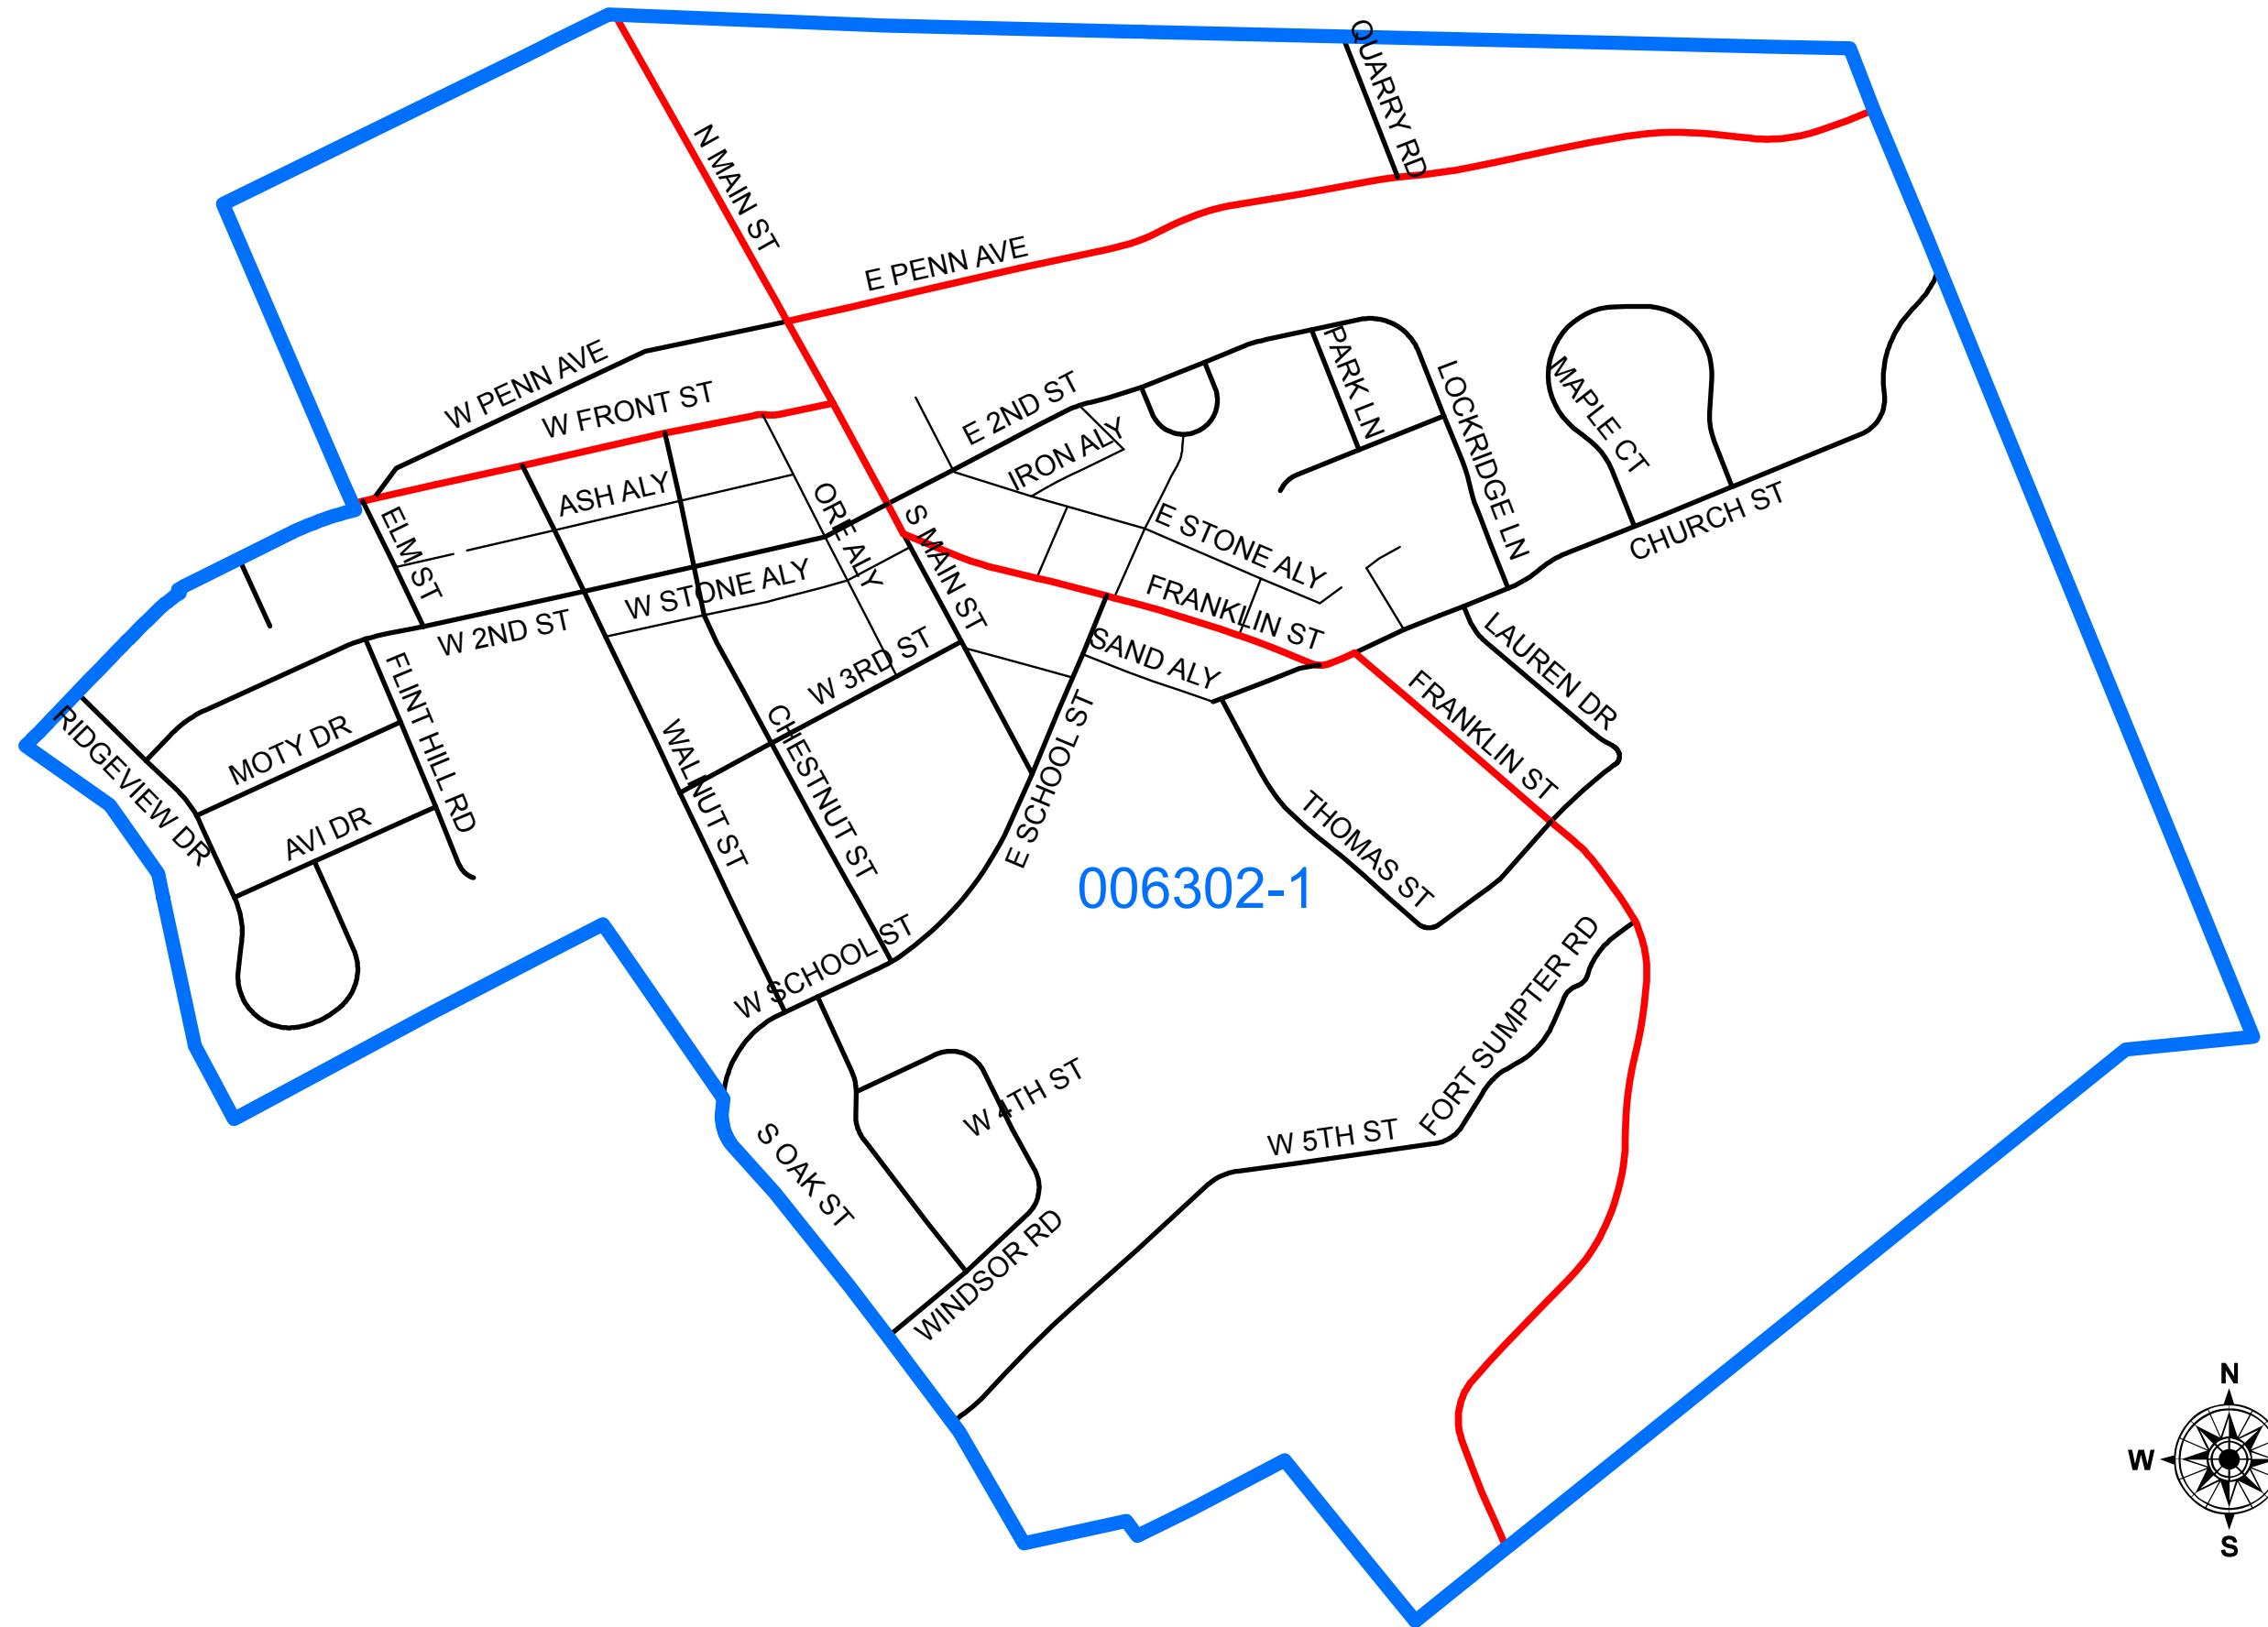 QUARRY RD
N MAIN ST
E PENN AVE
W PENN AVE
W FRONT ST
E 2ND ST
IRON ALY
PARK LN
LOCKRIDGE LN
MAPLE CT
CHURCH ST
ELM ST
ASH ALY
ORE ALY
S MAIN ST
E STONE ALY
W STONE ALY
FRANKLIN ST
W 2ND ST
SAND ALY
W 3RD ST
LAUREN DR
FLINT HILL RD
MOTY DR
RIDGEVIEW DR
AVI DR
WALNUT ST
CHESTNUT ST
E SCHOOL ST
FRANKLIN ST
THOMAS ST
006302-1
W SCHOOL ST
FORT SUMPTER RD
W 4TH ST
S OAK ST
W 5TH ST
WINDSOR RD
N
W
S